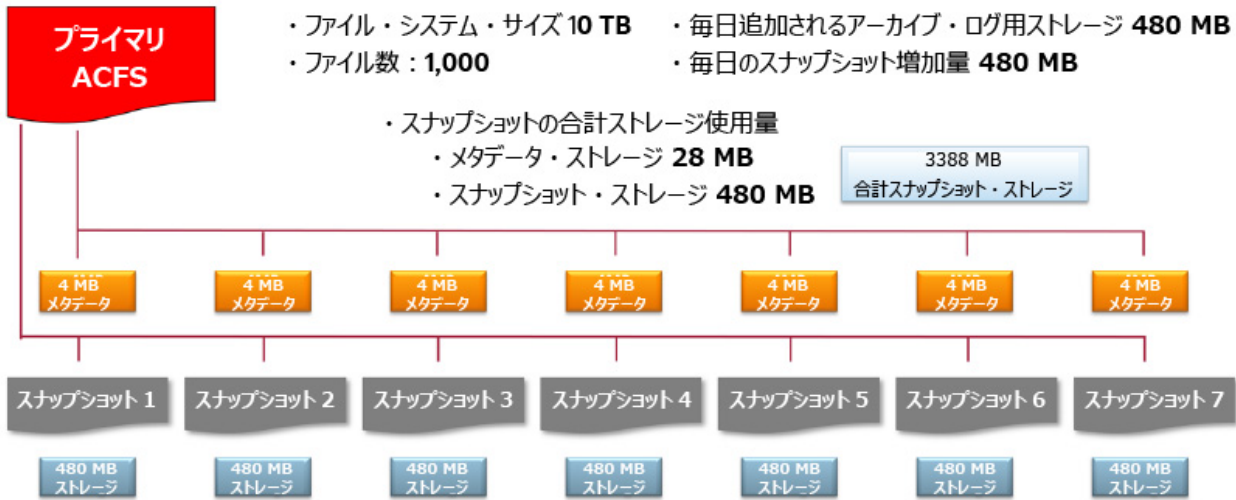 プライマリ
ACFS
・ファイル・システム・サイズ 10 TB
・毎日追加されるアーカイブ・ログ用ストレージ 480 MB
・ファイル数：1,000
・毎日のスナップショット増加量 480 MB
・スナップショットの合計ストレージ使用量
・メタデータ・ストレージ 28 MB
・スナップショット・ストレージ 480 MB
3388 MB
合計スナップショット・ストレージ
4 MB
メタデータ
4 MB
メタデータ
4 MB
メタデータ
4 MB
メタデータ
4 MB
メタデータ
4 MB
メタデータ
4 MB
メタデータ
スナップショット 1
スナップショット 2
スナップショット 3
スナップショット 4
スナップショット 5
スナップショット 6
スナップショット 7
480 MB
ストレージ
480 MB
ストレージ
480 MB
ストレージ
480 MB
ストレージ
480 MB
ストレージ
480 MB
ストレージ
480 MB
ストレージ